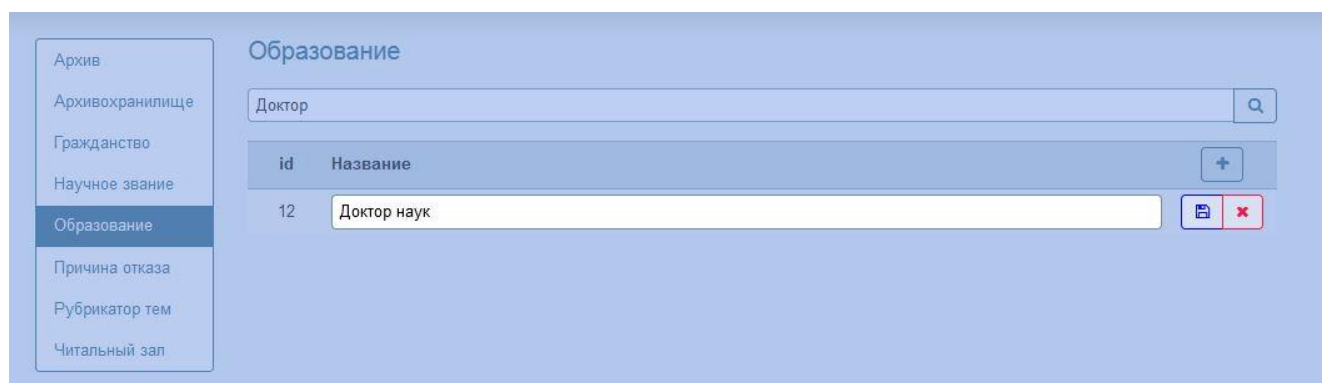 Архив
Архивохранилище
Гражданство
Научное звание
Образование
Причина отказа
Рубрикатор тем
Читальный зал
Образование
Доктор
id Название
12 Доктор наук